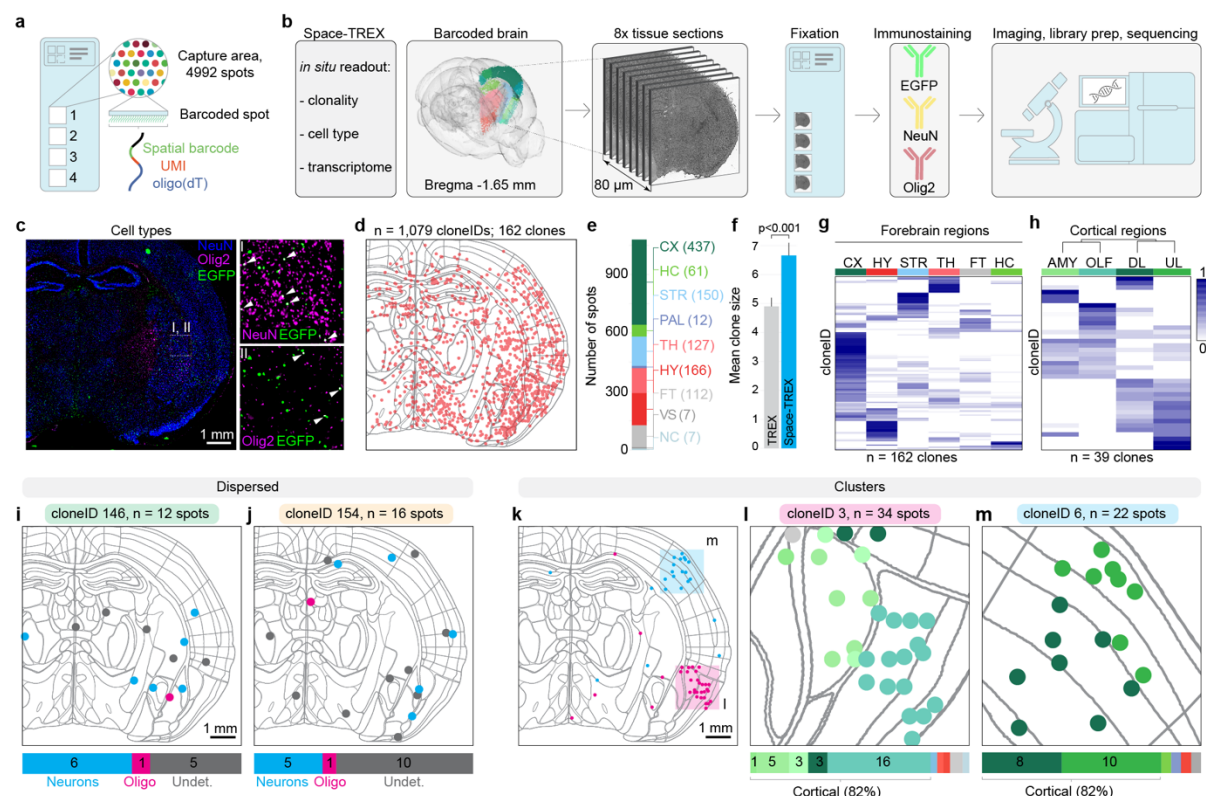 a
Capture area,
4992 spots
1
2
3
4
Barcoded spot
Spatial barcode
UMI
oligo(dT)
b
Space-TREX
in situ readout:
- clonality
- cell type
- transcriptome
Barcoded brain
Bregma -1.65 mm
8x tissue sections
80 µm
Fixation
Immunostaining
EGFP
NeuN
Olig2
Imaging, library prep, sequencing
c
Cell types
NeuN
Olig2
EGFP
I, II
1 mm
I
NeuN EGFP
II
Olig2 EGFP
d
n = 1,079 cloneIDs; 162 clones
e
Number of spots
900
600
300
0
CX (437)
HC (61)
STR (150)
PAL (12)
TH (127)
HY (166)
FT (112)
VS (7)
NC (7)
f
p<0.001
Mean clone size
7
6
5
4
3
2
1
0
TREX
Space-TREX
g
Forebrain regions
CX HY STR TH FT HC
cloneID
n = 162 clones
h
Cortical regions
AMY OLF DL UL
cloneID
n = 39 clones
1
0
Dispersed
i
cloneID 146, n = 12 spots
1 mm
6 1 5
Neurons Oligo Undet.
j
cloneID 154, n = 16 spots
1 mm
5 1 10
Neurons Oligo Undet.
Clusters
k
m
l
1 mm
l
cloneID 3, n = 34 spots
1 5 3 3 16
Cortical (82%)
m
cloneID 6, n = 22 spots
8 10
Cortical (82%)